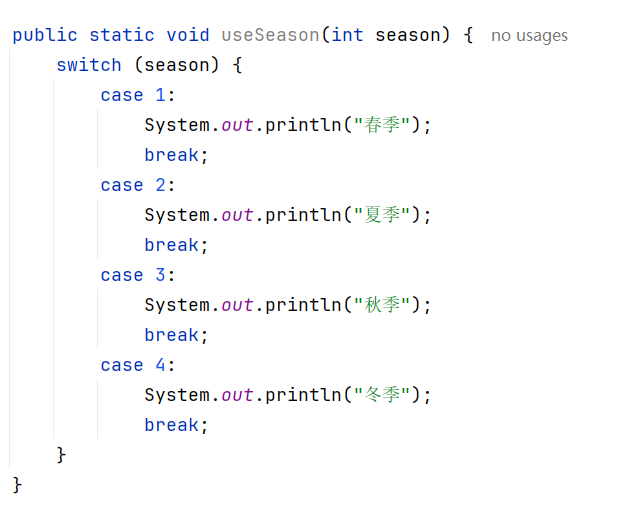 public static void useSeason(int season) { no usages
    switch (season) {
        case 1:
            System.out.println("春季");
            break;
        case 2:
            System.out.println("夏季");
            break;
        case 3:
            System.out.println("秋季");
            break;
        case 4:
            System.out.println("冬季");
            break;
    }
}